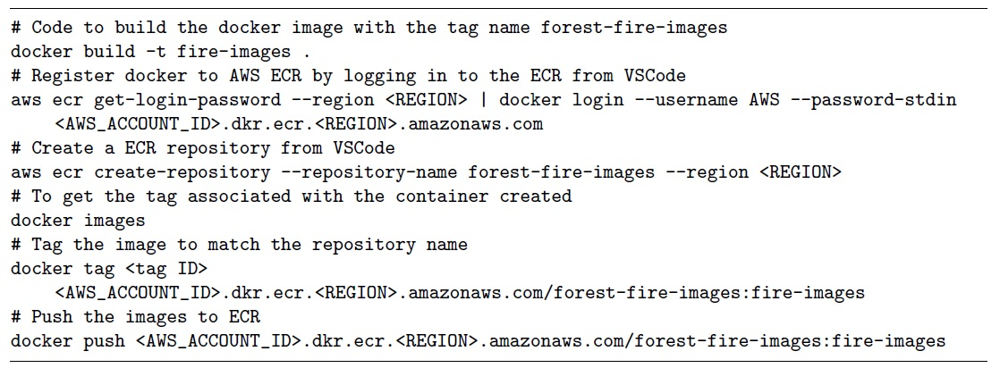 # Code to build the docker image with the tag name forest-fire-images
docker build -t fire-images .
# Register docker to AWS ECR by logging in to the ECR from VSCode
aws ecr get-login-password --region <REGION> | docker login --username AWS --password-stdin
<AWS_ACCOUNT_ID>.dkr.ecr.<REGION>.amazonaws.com
# Create a ECR repository from VSCode
aws ecr create-repository --repository-name forest-fire-images --region <REGION>
# To get the tag associated with the container created
docker images
# Tag the image to match the repository name
docker tag <tag ID>
<AWS_ACCOUNT_ID>.dkr.ecr.<REGION>.amazonaws.com/forest-fire-images:fire-images
# Push the images to ECR
docker push <AWS_ACCOUNT_ID>.dkr.ecr.<REGION>.amazonaws.com/forest-fire-images:fire-images